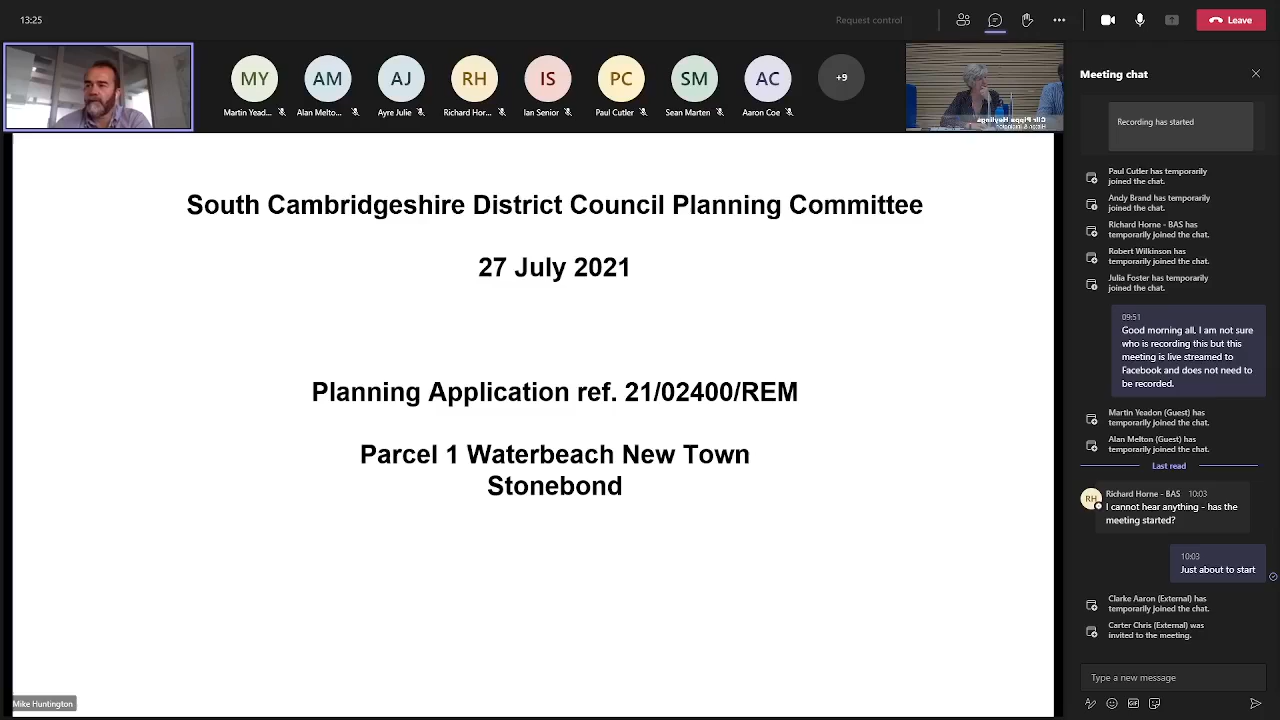 13:25
Request control
Leave
MY
AM
AJ
RH
IS
PC
SM
AC
+9
Martin Yead...
Ayre Julie
Richard Hor...
Ian Senior
Paul Cutler
Sean Marten
Aaron Coe
Cllr Pippa Heylings
South Cambridgeshire District Council Planning Committee
27 July 2021
Planning Application ref. 21/02400/REM
Parcel 1 Waterbeach New Town
Stonebond
Mike Huntington
Meeting chat
Recording has started
Paul Cutler has temporarily
joined the chat.
Andy Brand has temporarily
joined the chat.
Richard Horne - BAS has
temporarily joined the chat.
Robert Wilkinson has
temporarily joined the chat.
Julia Foster has temporarily
joined the chat.
09:51
Good morning all. I am not sure
who is recording this but this
meeting is live streamed to
Facebook and does not need to
be recorded
Martin Yeadon (Guest) has
temporarily joined the chat.
Alan Melton (Guest) has
temporarily joined the chat.
Last read
RH
Richard Horne - BAS 10:03
I cannot hear anything - has the
meeting started?
10:03
Just about to start
Clarke Aaron (External) has
temporarily joined the chat.
Carter Chris (External) was
invited to the meeting.
Type a new message